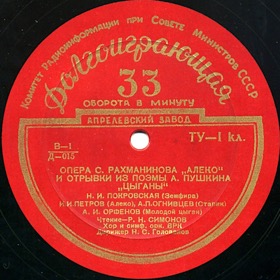 Комитет Радиоинформации при Совете Министров СССР
Долгоиграющая
33
ОБОРОТА В МИНУТУ
АПРЕЛЕВСКИЙ ЗАВОД
ТУ—I кл.
В—1
Д—015
ОПЕРА С. РАХМАНИНОВА „АЛЕКО"
И ОТРЫВКИ ИЗ ПОЭМЫ А. ПУШКИНА
„ЦЫГАНЫ"
Н. И. ПОКРОВСКАЯ (Земфира)
И. И ПЕТРОВ (Алеко), А.П.ОГНИВЦЕВ (Старик)
А. И. ОРФЕНОВ (Молодой цыган)
Чтение—Р. Н. СИМОНОВ
Хор и симф. орк. ВРК
Дирижер Н. С. Голованов